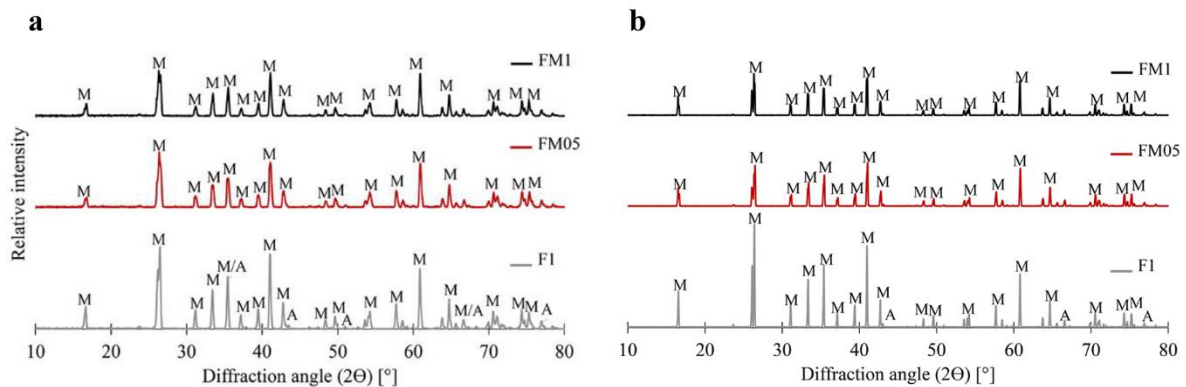 a
M M M M M M M M M M M M M M M M M M
FM1
M M M M M M M M M M M M M M M M M M
FM05
M M M M M/A M M M M A M M A M M M M M/A M M M A
F1
Relative intensity
10 20 30 40 50 60 70 80
Diffraction angle (2Θ) [°]
b
M M M M M M M M M M M M M M M M M
FM1
M M M M M M M M M M M M M M M M M
FM05
M M M M M M M M M A M M M M M M A M M M A
F1
10 20 30 40 50 60 70 80
Diffraction angle (2Θ) [°]